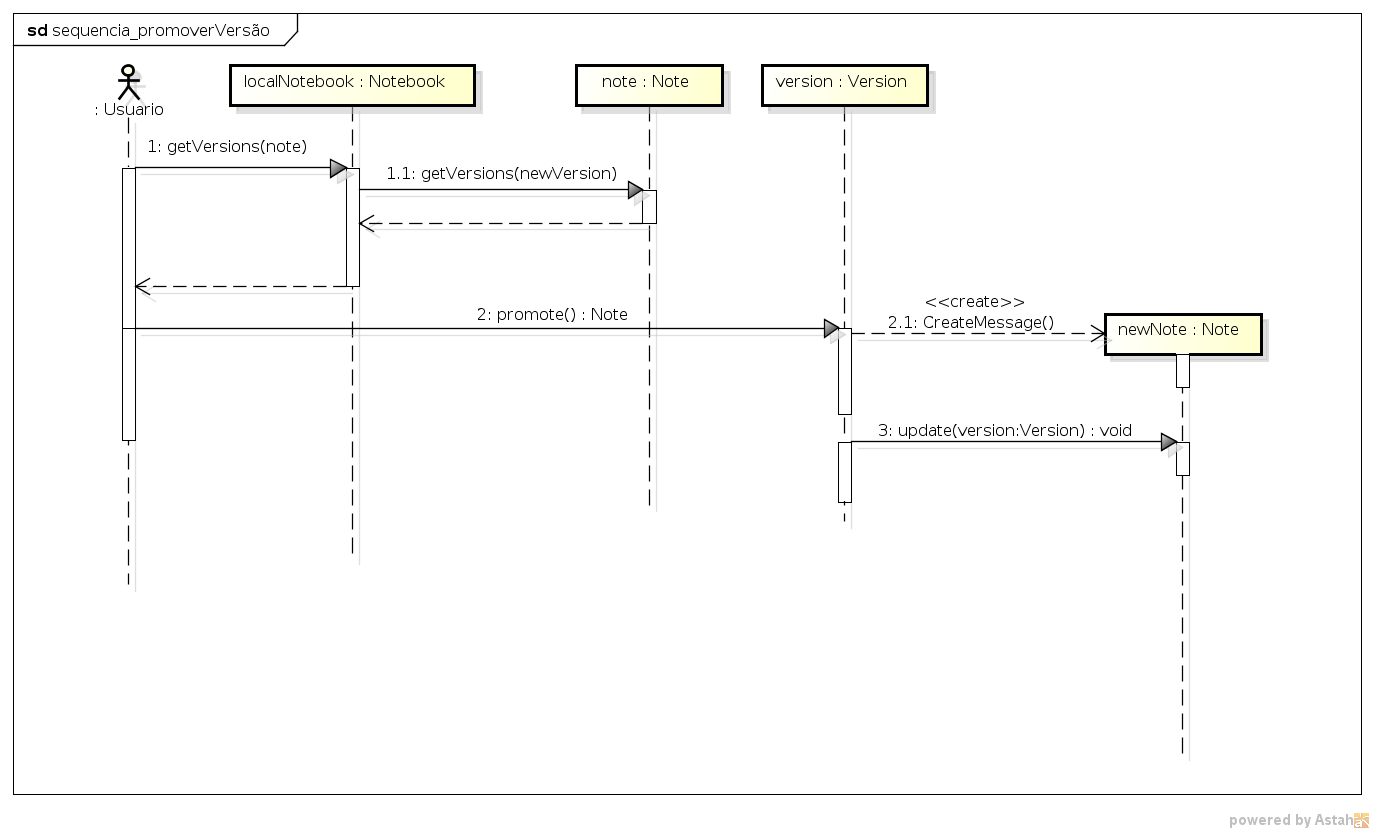 sd sequencia_promoverVersão
: Usuario
localNotebook : Notebook
note : Note
version : Version
1: getVersions(note)
1.1: getVersions(newVersion)
2: promote() : Note
<<create>>
2.1: CreateMessage()
newNote : Note
3: update(version:Version) : void
powered by Astah